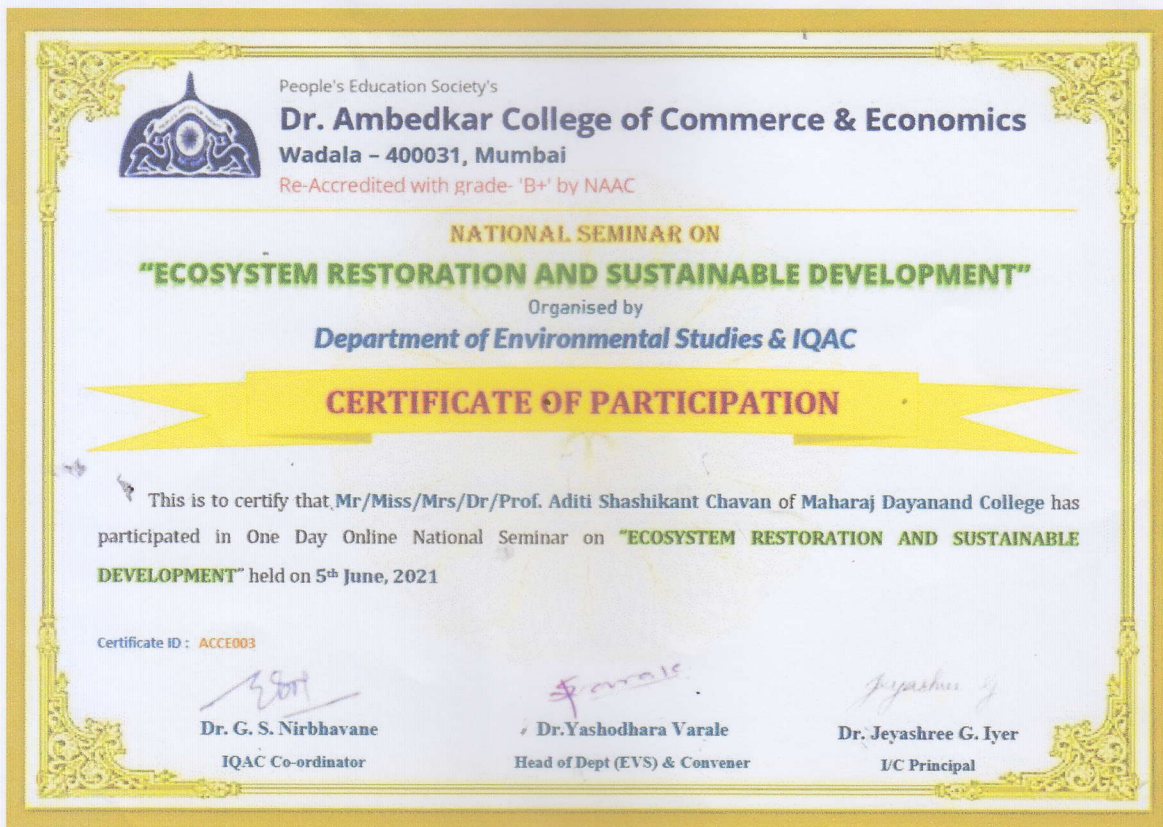 People's Education Society's
Dr. Ambedkar College of Commerce & Economics
Wadala – 400031, Mumbai
Re-Accredited with grade- 'B+' by NAAC
NATIONAL SEMINAR ON
“ECOSYSTEM RESTORATION AND SUSTAINABLE DEVELOPMENT”
Organised by
Department of Environmental Studies & IQAC
CERTIFICATE OF PARTICIPATION
This is to certify that Mr/Miss/Mrs/Dr/Prof. Aditi Shashikant Chavan of Maharaj Dayanand College has
participated in One Day Online National Seminar on "ECOSYSTEM RESTORATION AND SUSTAINABLE
DEVELOPMENT" held on 5th June, 2021
Certificate ID : ACCE003
Dr. G. S. Nirbhavane
Dr.Yashodhara Varale
Dr. Jeyashree G. Iyer
IQAC Co-ordinator
Head of Dept (EVS) & Convener
I/C Principal